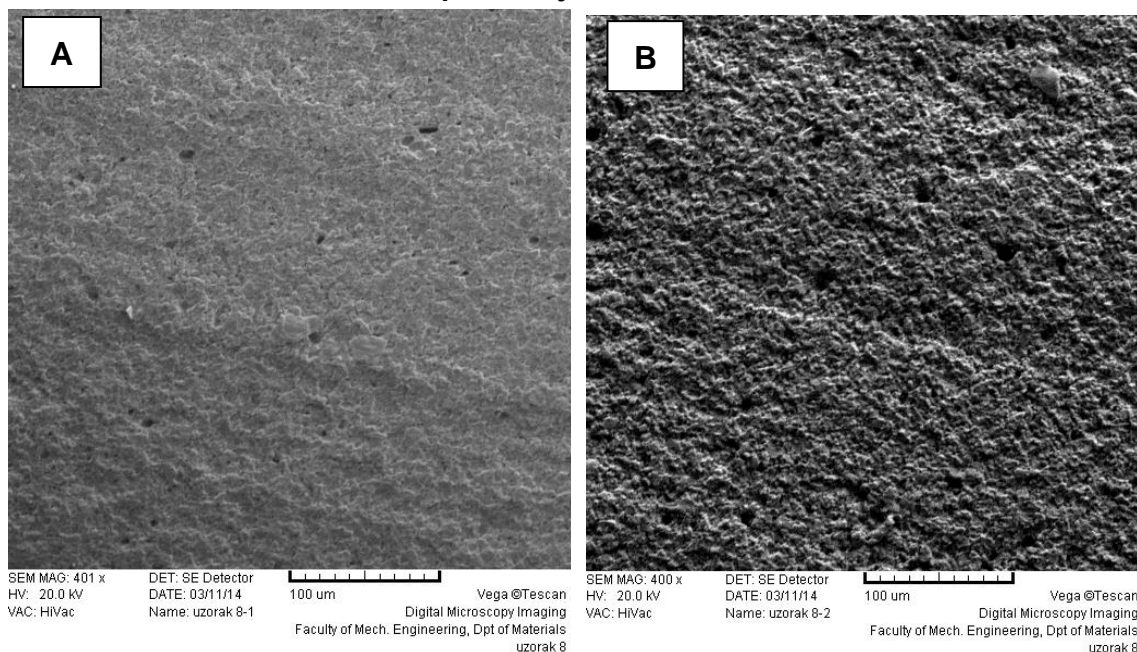 A
B
SEM MAG: 401 x DET: SE Detector
HV: 20.0 kV DATE: 03/11/14 100 um Vega ©Tescan
VAC: HiVac Name: uzorak 8-1 Digital Microscopy Imaging
Faculty of Mech. Engineering, Dpt of Materials
uzorak 8
SEM MAG: 400 x DET: SE Detector
HV: 20.0 kV DATE: 03/11/14 100 um Vega ©Tescan
VAC: HiVac Name: uzorak 8-2 Digital Microscopy Imaging
Faculty of Mech. Engineering, Dpt of Materials
uzorak 8